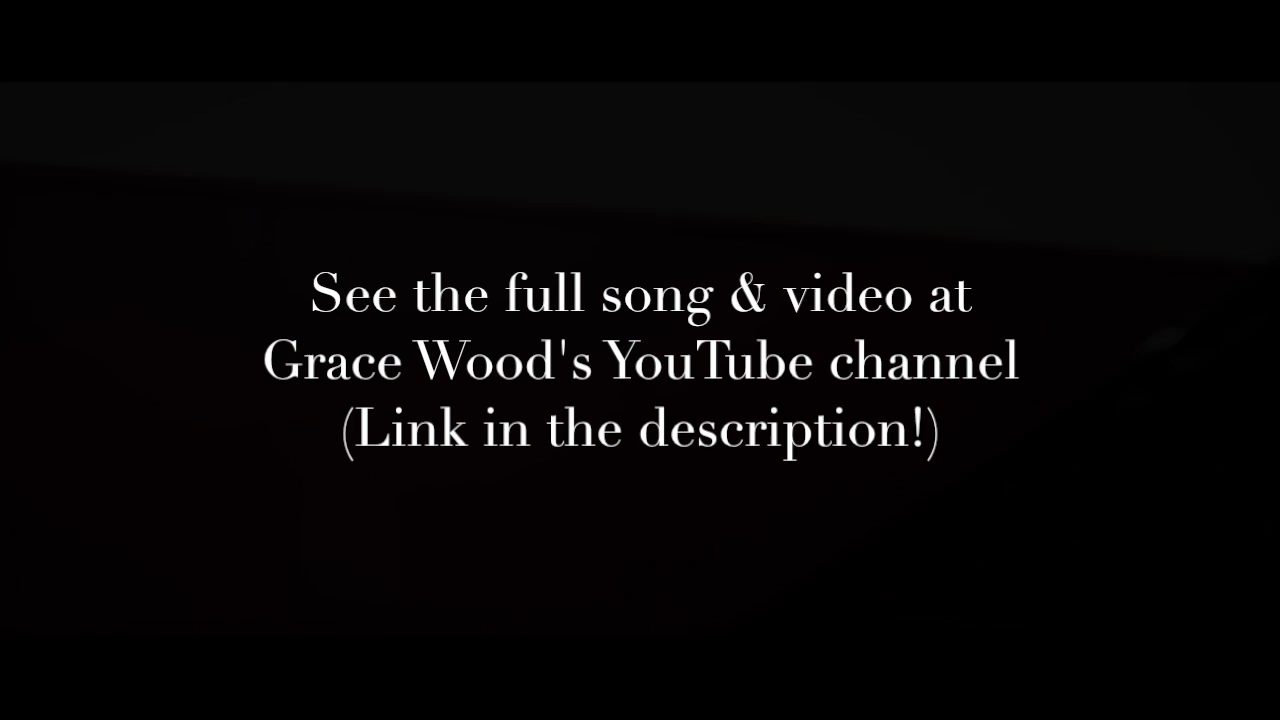 See the full song & video at
Grace Wood's YouTube channel
(Link in the description!)